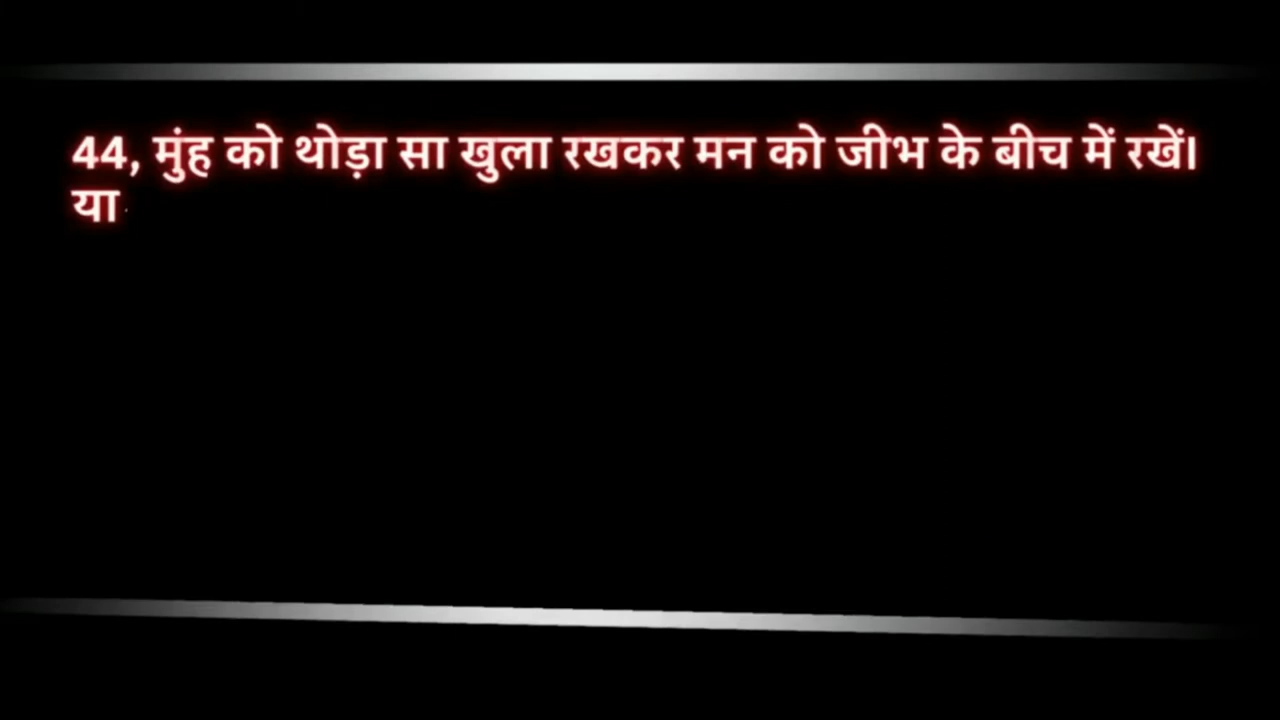 44, मुंह को थोड़ा सा खुला रखकर मन को जीभ के बीच में रखें।
या